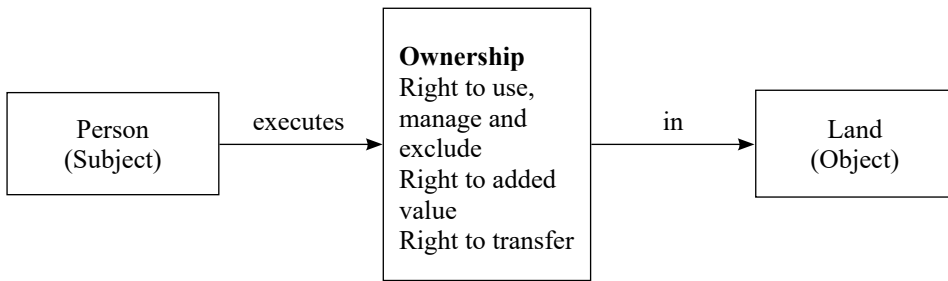 Person
(Subject)
executes
Ownership
Right to use,
manage and
exclude
Right to added
value
Right to transfer
in
Land
(Object)